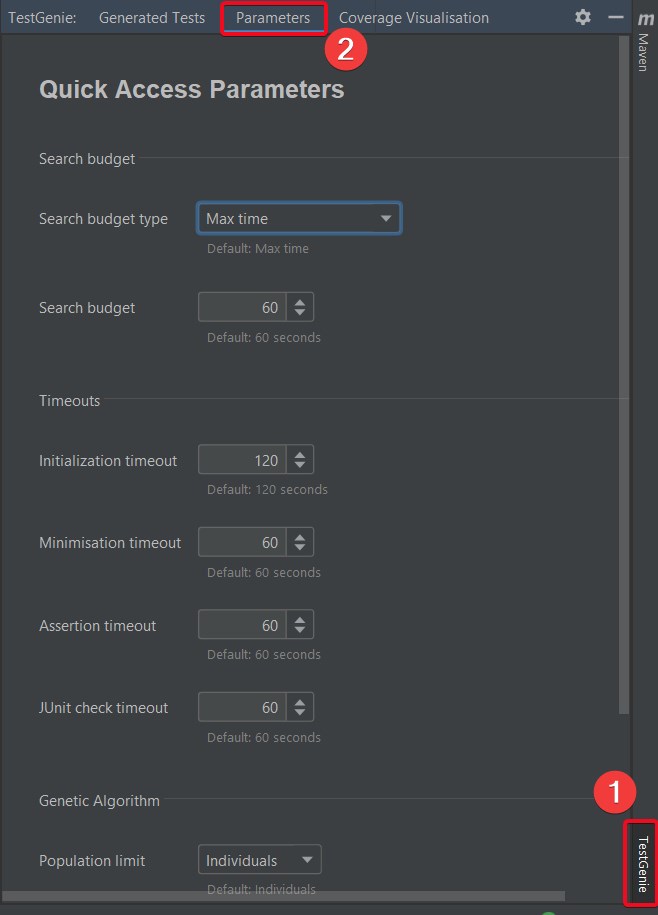 TestGenie: Generated Tests Parameters Coverage Visualisation
2
m
Maven
Quick Access Parameters
Search budget
Search budget type Max time
Default: Max time
Search budget 60
Default: 60 seconds
Timeouts
Initialization timeout 120
Default: 120 seconds
Minimisation timeout 60
Default: 60 seconds
Assertion timeout 60
Default: 60 seconds
JUnit check timeout 60
Default: 60 seconds
Genetic Algorithm
1
TestGenie
Population limit Individuals
Default: Individuals